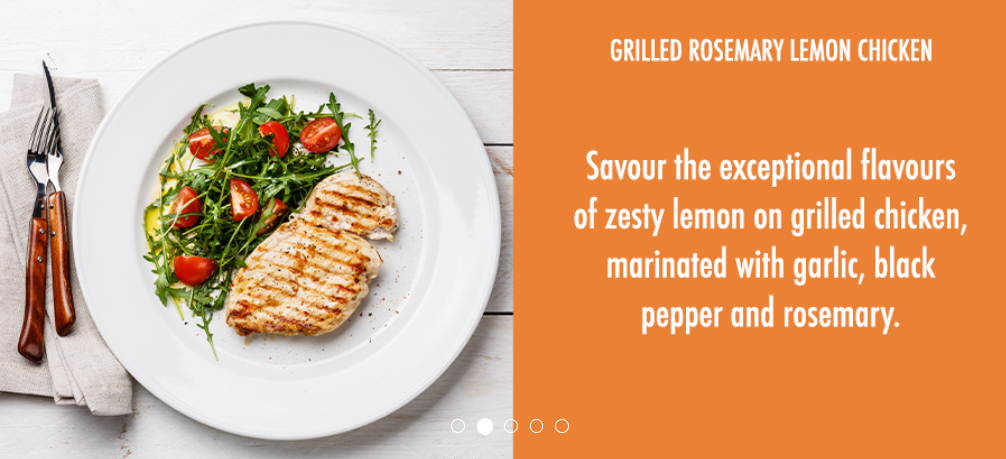 GRILLED ROSEMARY LEMON CHICKEN
Savour the exceptional flavours
of zesty lemon on grilled chicken,
marinated with garlic, black
pepper and rosemary.